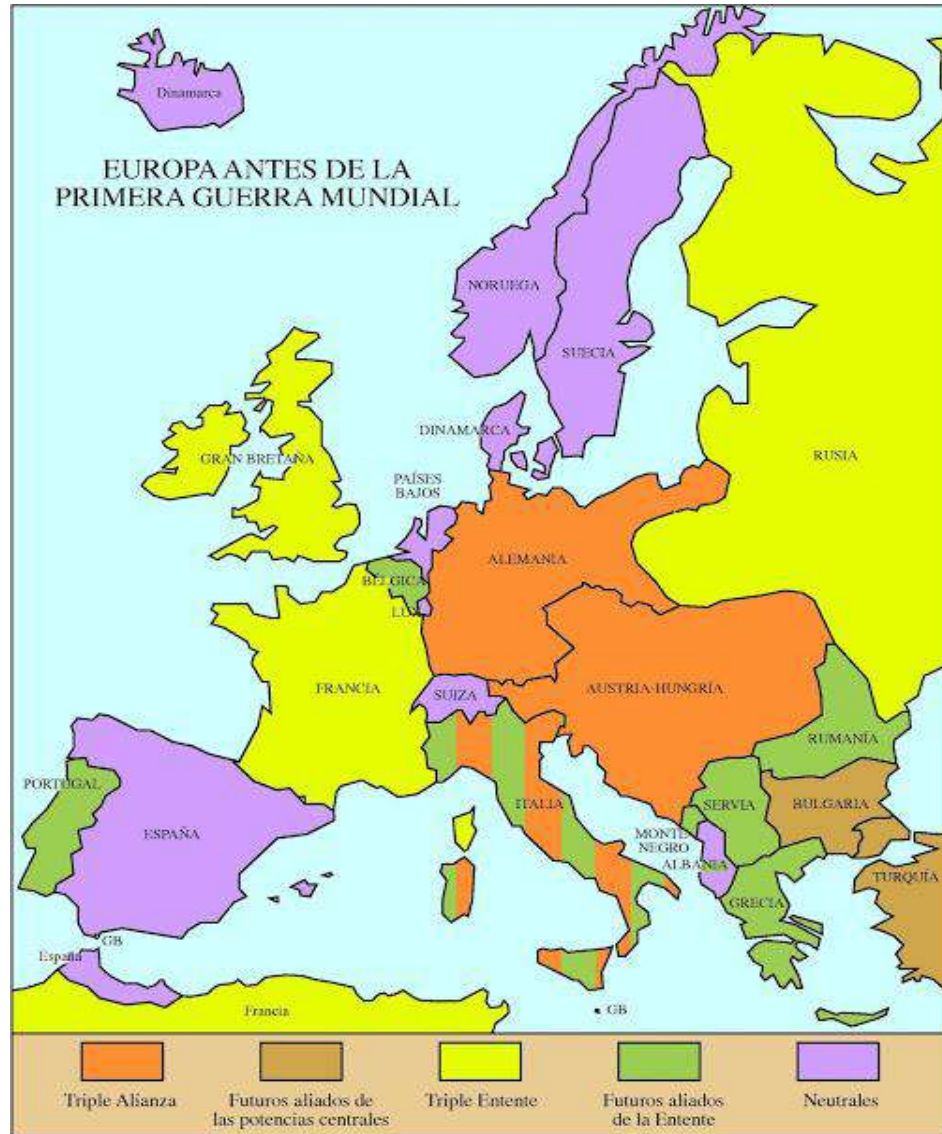 Dinamarca
EUROPA ANTES DE LA
PRIMERA GUERRA MUNDIAL
NORUEGA
SUECIA
DINAMARCA
GRAN BRETAÑA
RUSIA
PAÍSES
BAJOS
ALEMANIA
BÉLGICA
LUX
FRANCIA
SUIZA
AUSTRIA-HUNGRÍA
RUMANÍA
PORTUGAL
ITALIA
SERVIA
BULGARIA
ESPAÑA
MONTE
NEGRO
ALBANIA
TURQUÍA
GRECIA
GB
España
Francia
GB
Triple Alianza
Futuros aliados de
las potencias centrales
Triple Entente
Futuros aliados
de la Entente
Neutrales